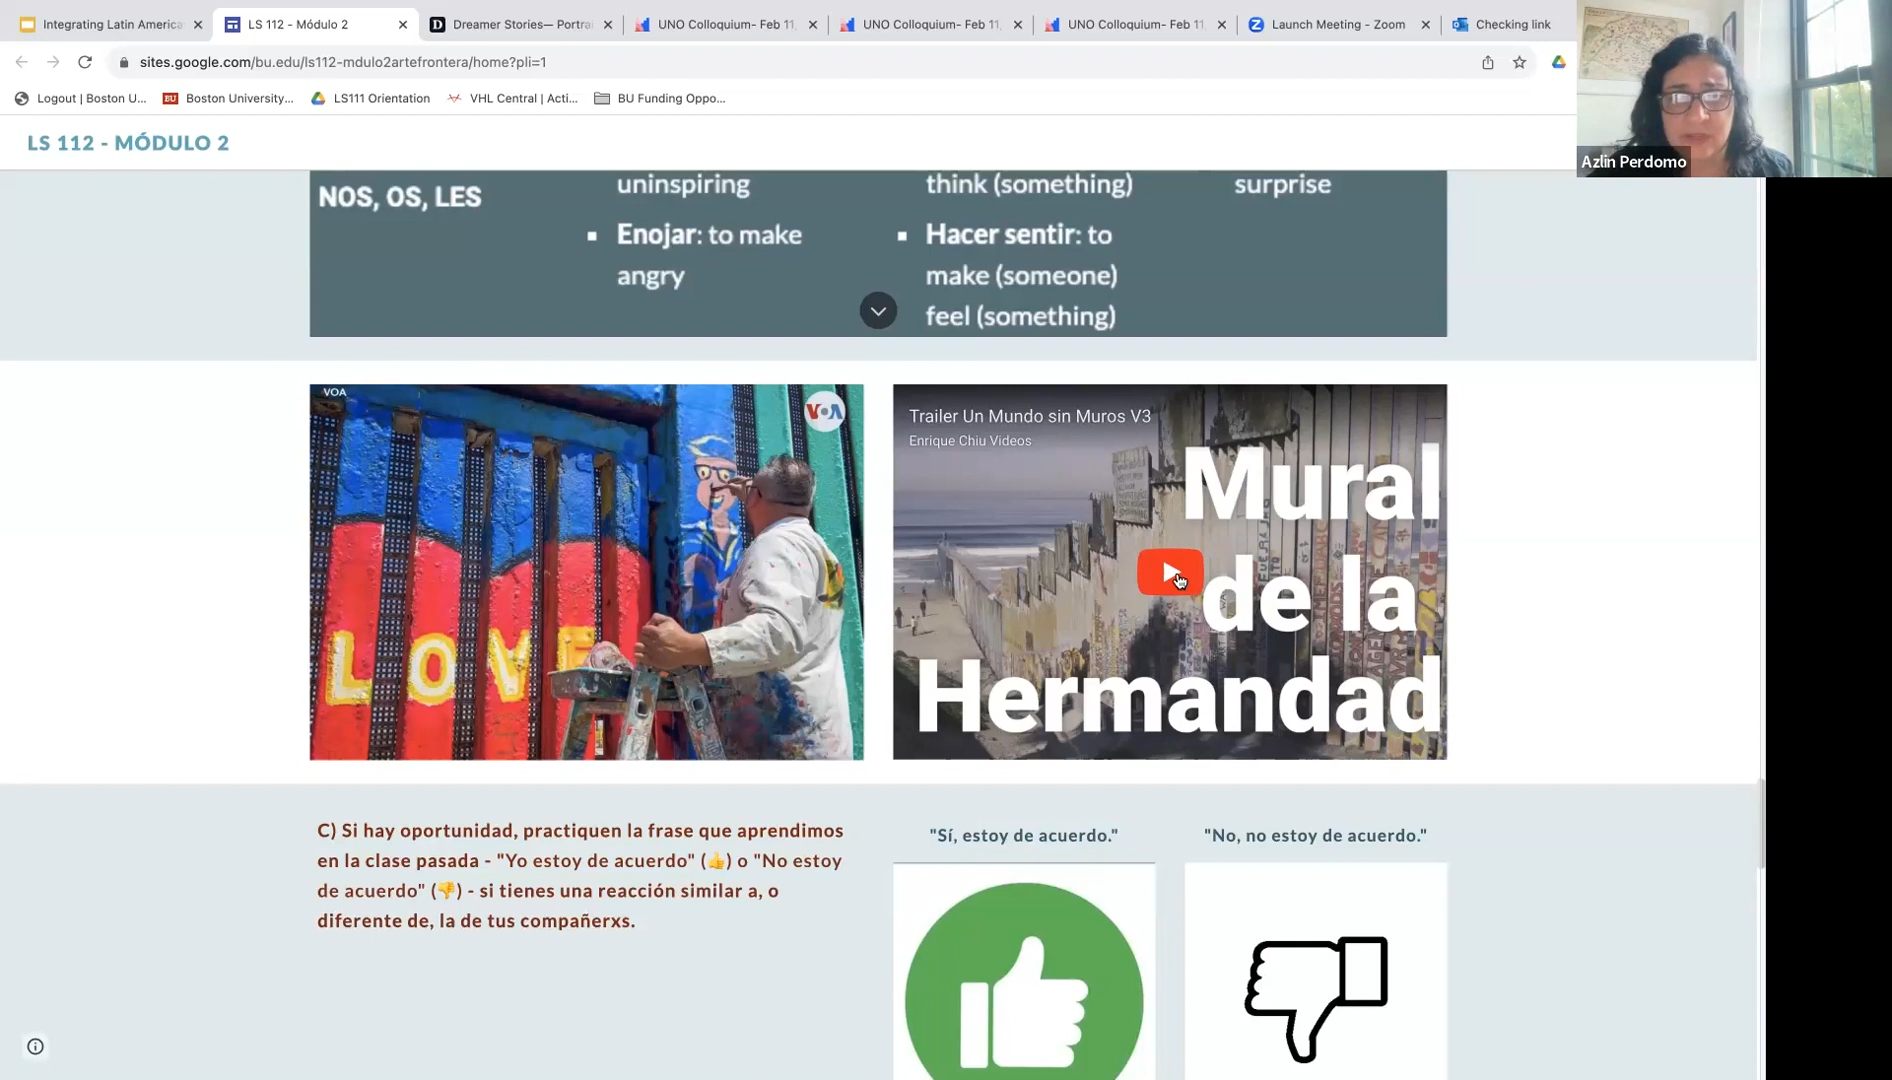 Integrating Latin America
LS 112 - Módulo 2
Dreamer Stories— Portrai
UNO Colloquium- Feb 11,
UNO Colloquium- Feb 11,
UNO Colloquium- Feb 11,
Launch Meeting - Zoom
Checking link
sites.google.com/bu.edu/ls112-mdulo2artefrontera/home?pli=1
Logout | Boston U...
BU
Boston University...
LS111 Orientation
VHL Central | Acti...
BU Funding Oppo...
Azlin Perdomo
LS 112 - MÓDULO 2
NOS, OS, LES
uninspiring
Enojar: to make
angry
think (something)
Hacer sentir: to
make (someone)
feel (something)
surprise
VOA
VOA
LOVE
Trailer Un Mundo sin Muros V3
Enrique Chiu Videos
Mural
de la
Hermandad
C) Si hay oportunidad, practiquen la frase que aprendimos
en la clase pasada - "Yo estoy de acuerdo" (👍) o "No estoy
de acuerdo" (👎) - si tienes una reacción similar a, o
diferente de, la de tus compañerxs.
"Sí, estoy de acuerdo."
"No, no estoy de acuerdo."